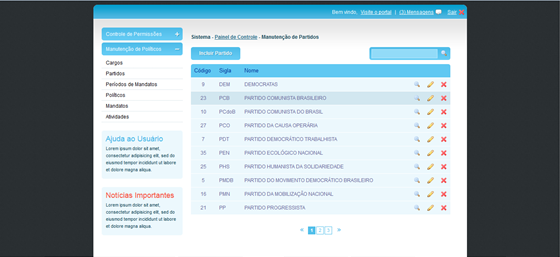 Bem vindo, Visite o portal | (3) Mensagens Sair
Controle de Permissões +
Manutenção de Políticos −
Cargos
Partidos
Períodos de Mandatos
Políticos
Mandatos
Atividades
Ajuda ao Usuário
Lorem ipsum dolor sit amet,
consectetur adipisicing elit, sed do
eiusmod tempor incididunt ut labore
et dolore magna aliqua.
Notícias Importantes
Lorem ipsum dolor sit amet,
consectetur adipisicing elit, sed do
eiusmod tempor incididunt ut labore
et dolore magna aliqua.
Sistema - Painel de Controle - Manutenção de Partidos
Incluir Partido
Código Sigla Nome
9 DEM DEMOCRATAS
23 PCB PARTIDO COMUNISTA BRASILEIRO
10 PCdoB PARTIDO COMUNISTA DO BRASIL
27 PCO PARTIDO DA CAUSA OPERÁRIA
7 PDT PARTIDO DEMOCRÁTICO TRABALHISTA
35 PEN PARTIDO ECOLÓGICO NACIONAL
25 PHS PARTIDO HUMANISTA DA SOLIDARIEDADE
5 PMDB PARTIDO DO MOVIMENTO DEMOCRÁTICO BRASILEIRO
16 PMN PARTIDO DA MOBILIZAÇÃO NACIONAL
21 PP PARTIDO PROGRESSISTA
« 1 2 3 »